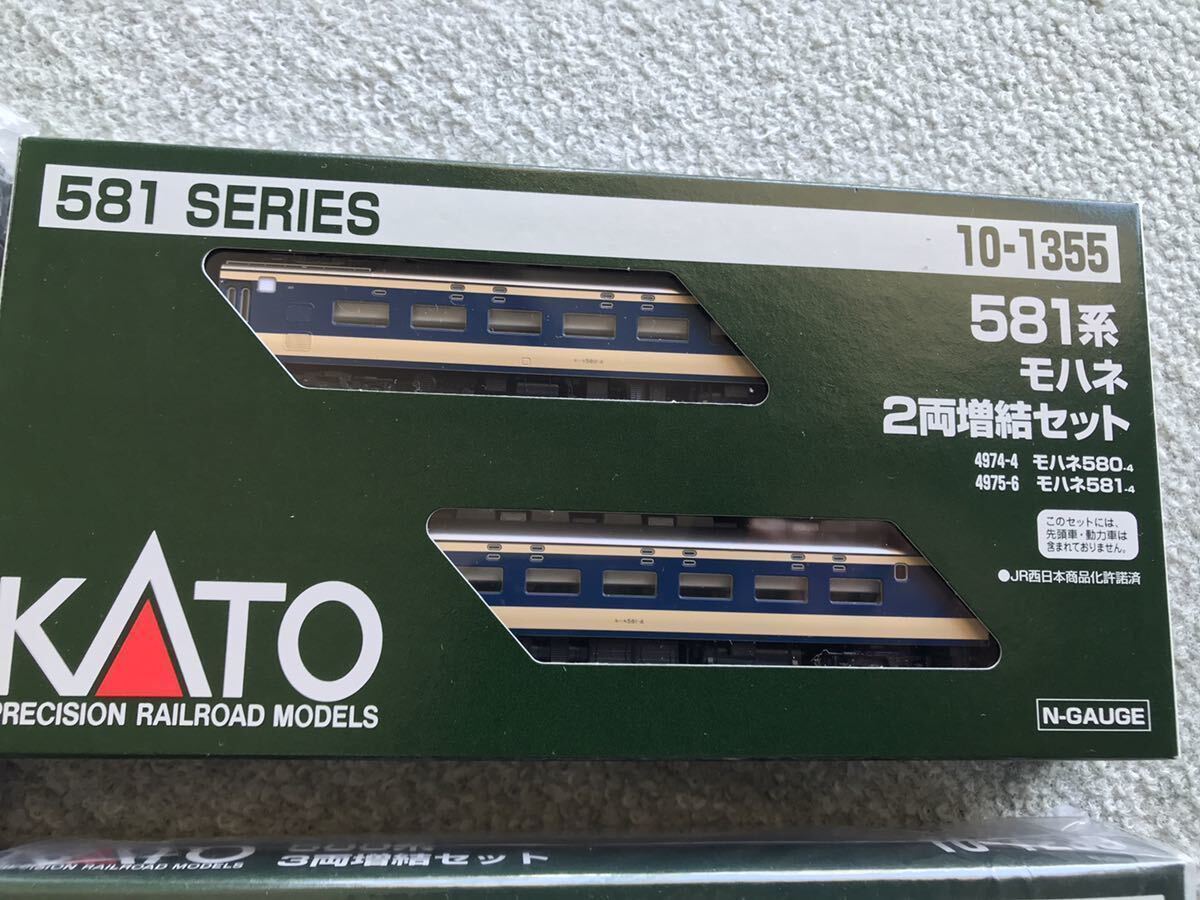 581 SERIES
10-1355
581系
モハネ
2両増結セット
4974-4 モハネ580-4
4975-6 モハネ581-4
このセットには、
先頭車・動力車は
含まれておりません。
●JR西日本商品化許諾済
KATO
PRECISION RAILROAD MODELS
N-GAUGE
KATO
PRECISION RAILROAD MODELS
3両増結セット